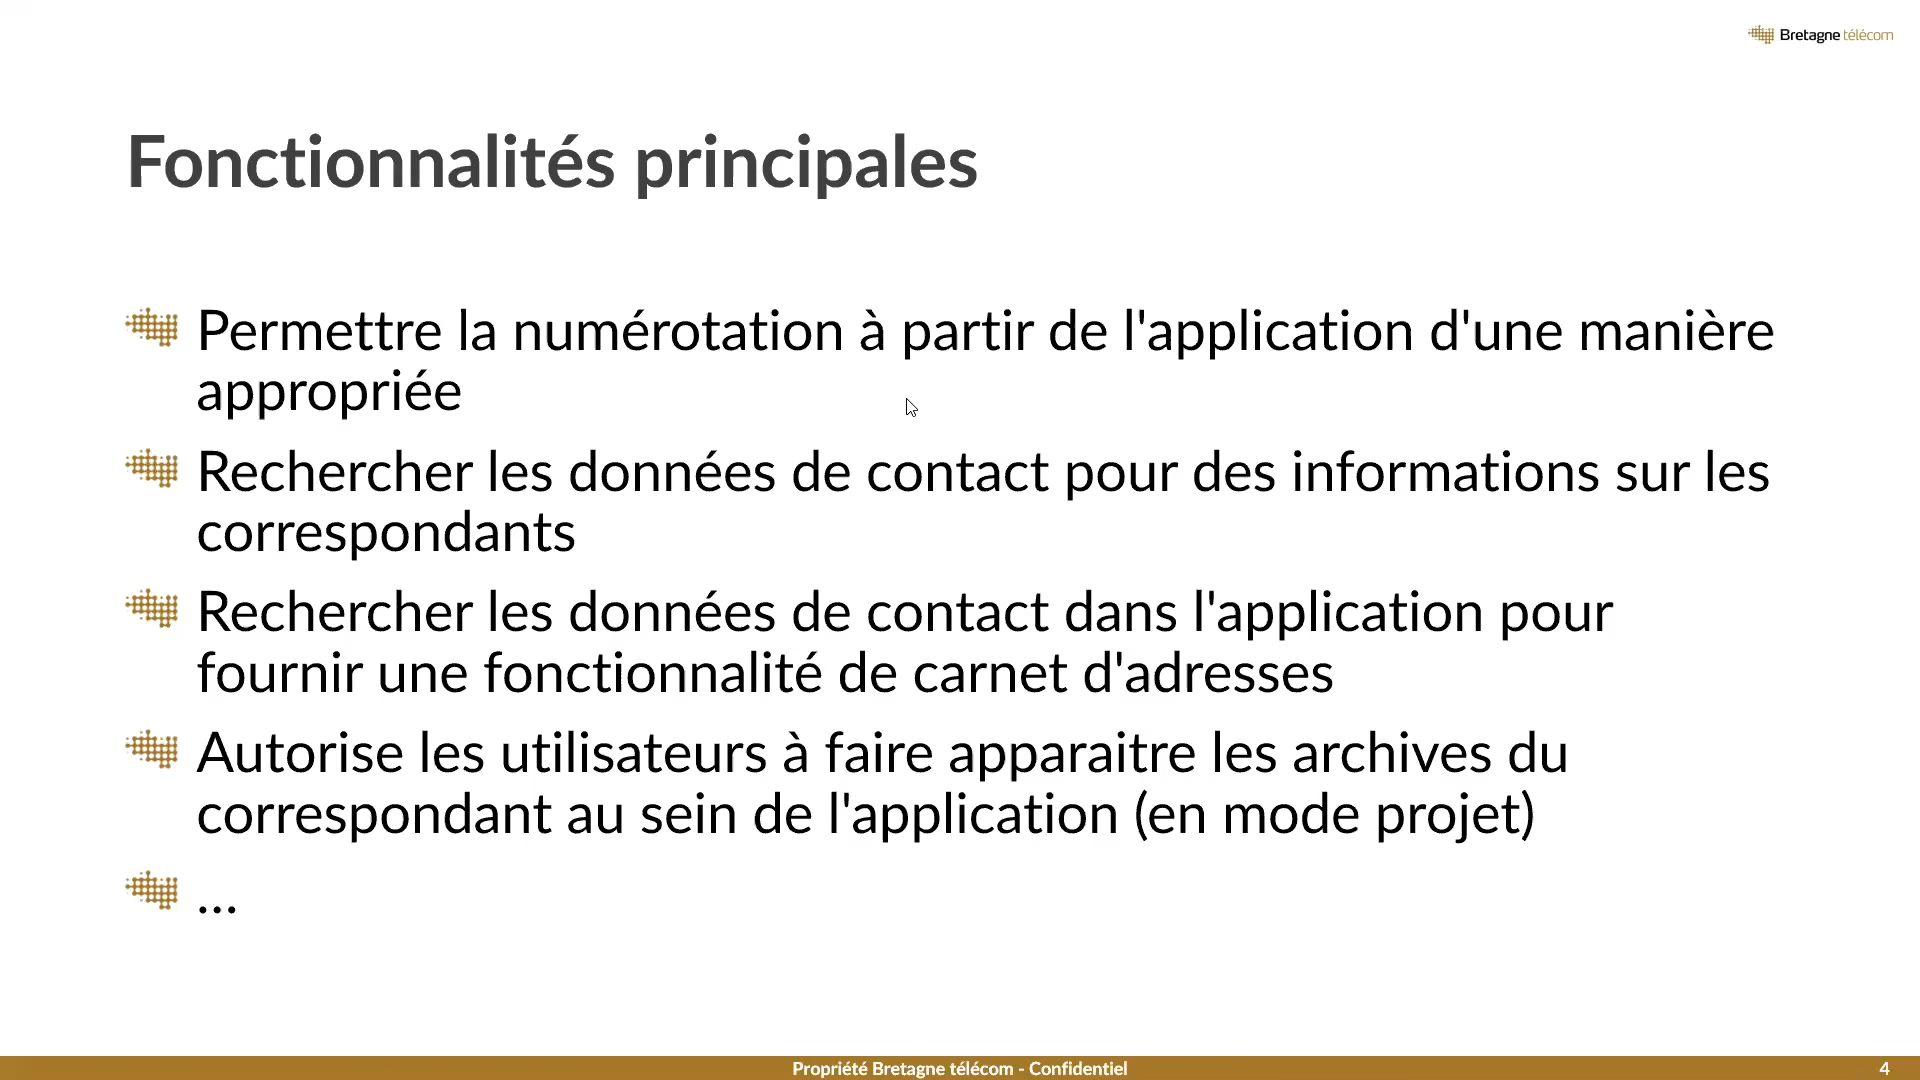 Bretagne télécom
Fonctionnalités principales
Permettre la numérotation à partir de l'application d'une manière
appropriée
Rechercher les données de contact pour des informations sur les
correspondants
Rechercher les données de contact dans l'application pour
fournir une fonctionnalité de carnet d'adresses
Autorise les utilisateurs à faire apparaitre les archives du
correspondant au sein de l'application (en mode projet)
...
Propriété Bretagne télécom - Confidentiel
4